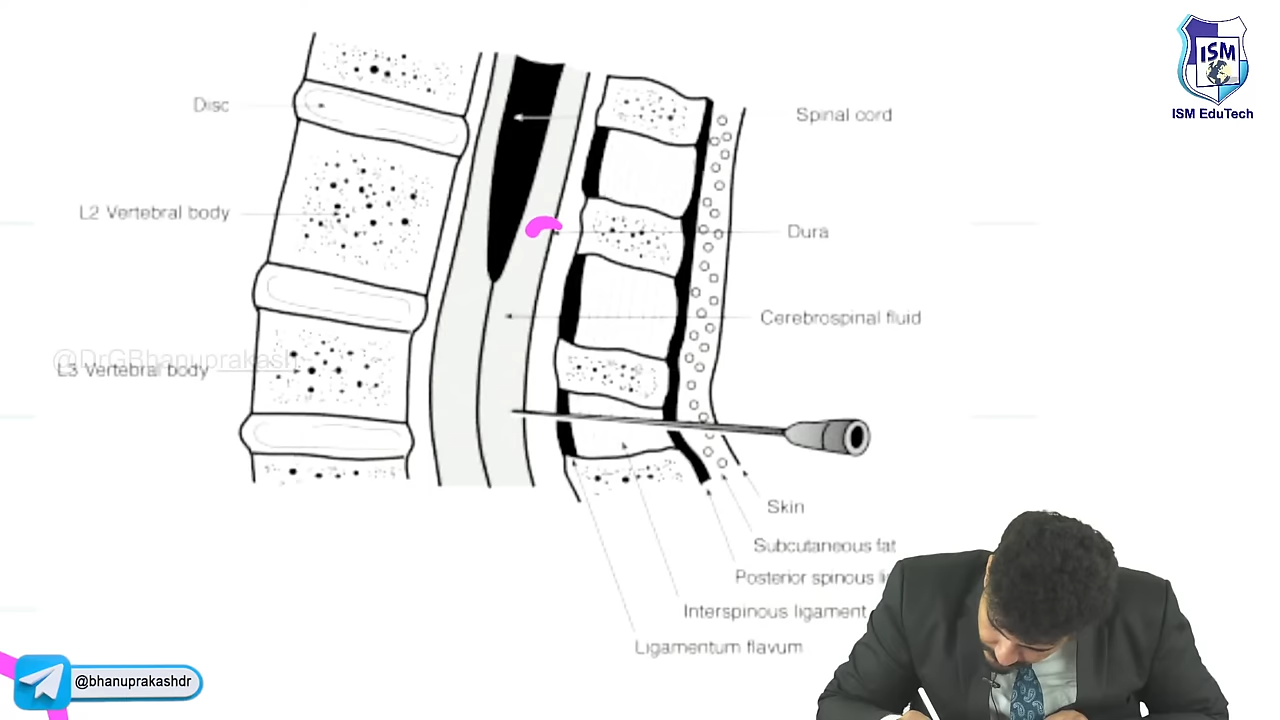 ISM
ISM EduTech
Disc
Spinal cord
L2 Vertebral body
Dura
Cerebrospinal fluid
@DrGBhanuprakash
L3 Vertebral body
Skin
Subcutaneous fat
Posterior spinous
Interspinous ligament
Ligamentum flavum
@bhanuprakashdr